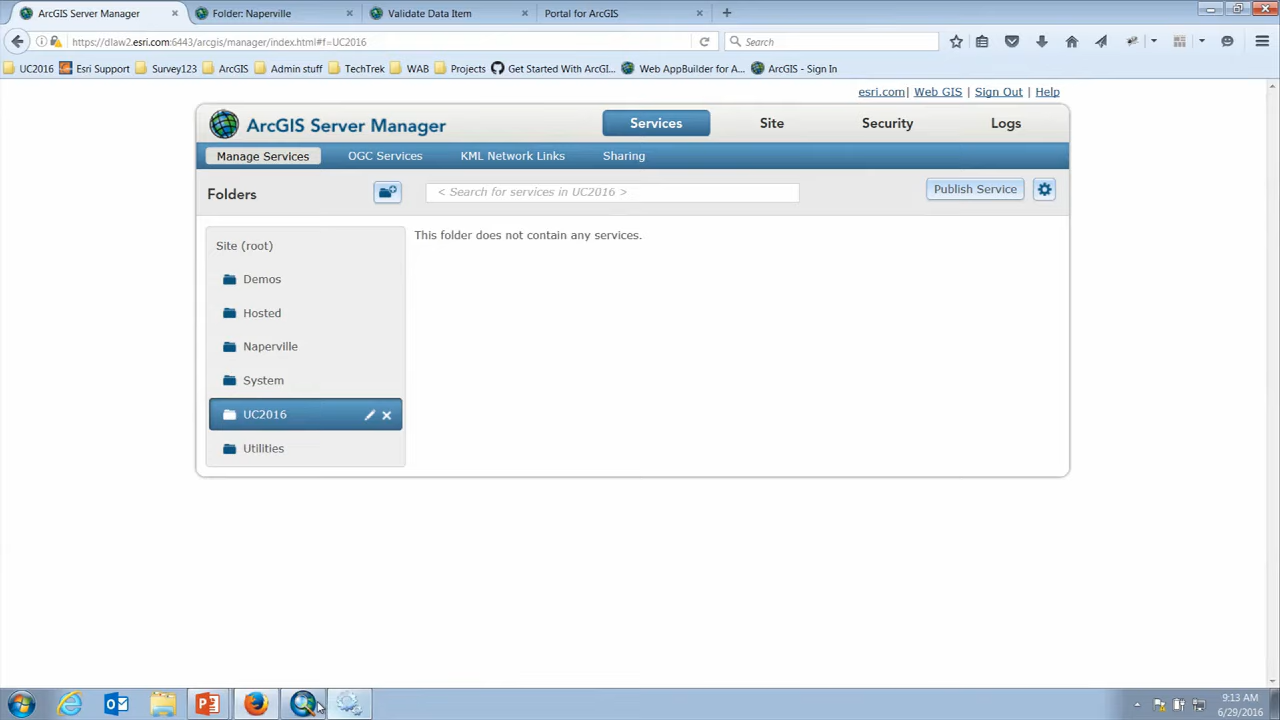 ArcGIS Server Manager
Folder: Naperville
Validate Data Item
Portal for ArcGIS
https://dlaw2.esri.com:6443/arcgis/manager/index.html#f=UC2016
Search
UC2016
Esri Support
Survey123
ArcGIS
Admin stuff
TechTrek
WAB
Projects
Get Started With ArcGI...
Web AppBuilder for A...
ArcGIS - Sign In
esri.com| Web GIS | Sign Out | Help
ArcGIS Server Manager
Services
Site
Security
Logs
Manage Services
OGC Services
KML Network Links
Sharing
Folders
< Search for services in UC2016 >
Publish Service
Site (root)
This folder does not contain any services.
Demos
Hosted
Naperville
System
UC2016
Utilities
9:13 AM
6/29/2016